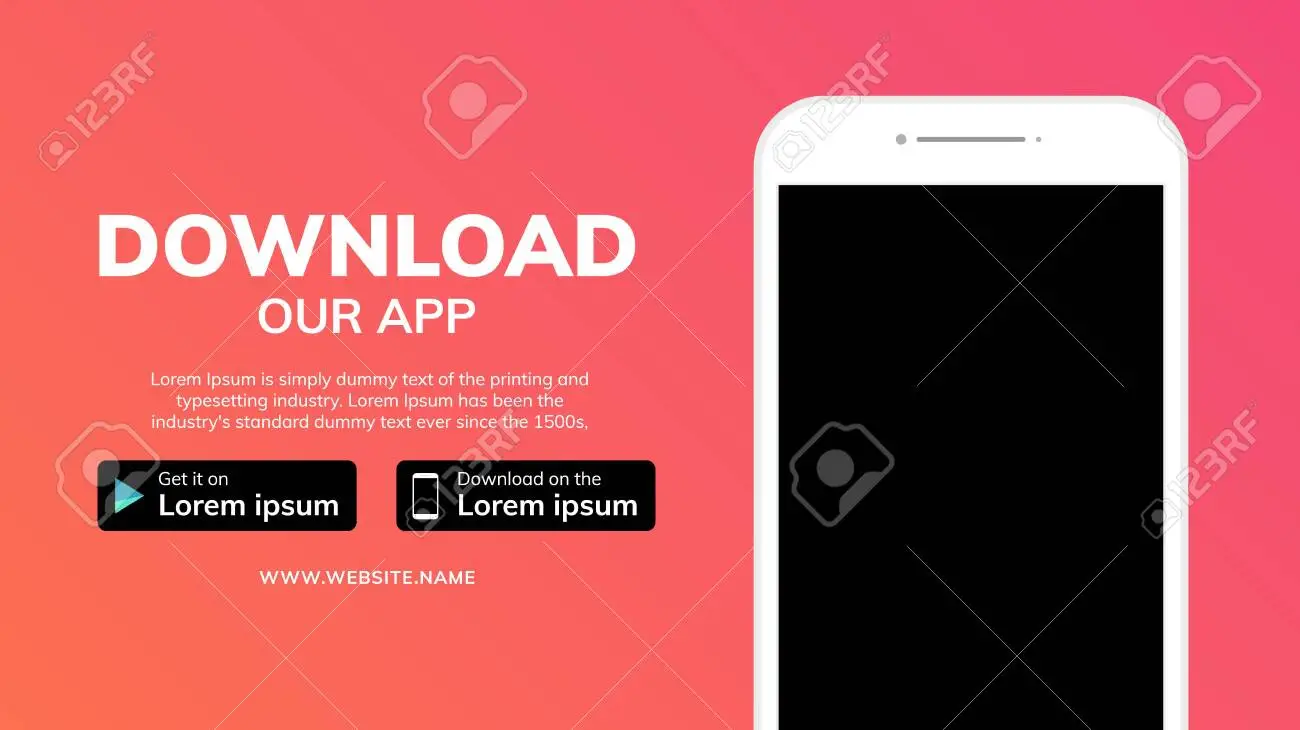 123RF
123RF
DOWNLOAD
OUR APP
Lorem Ipsum is simply dummy text of the printing and
typesetting industry. Lorem Ipsum has been the
industry's standard dummy text ever since the 1500s,
123RF
123RF
Get it on
Lorem ipsum
Download on the
Lorem ipsum
WWW.WEBSITE.NAME